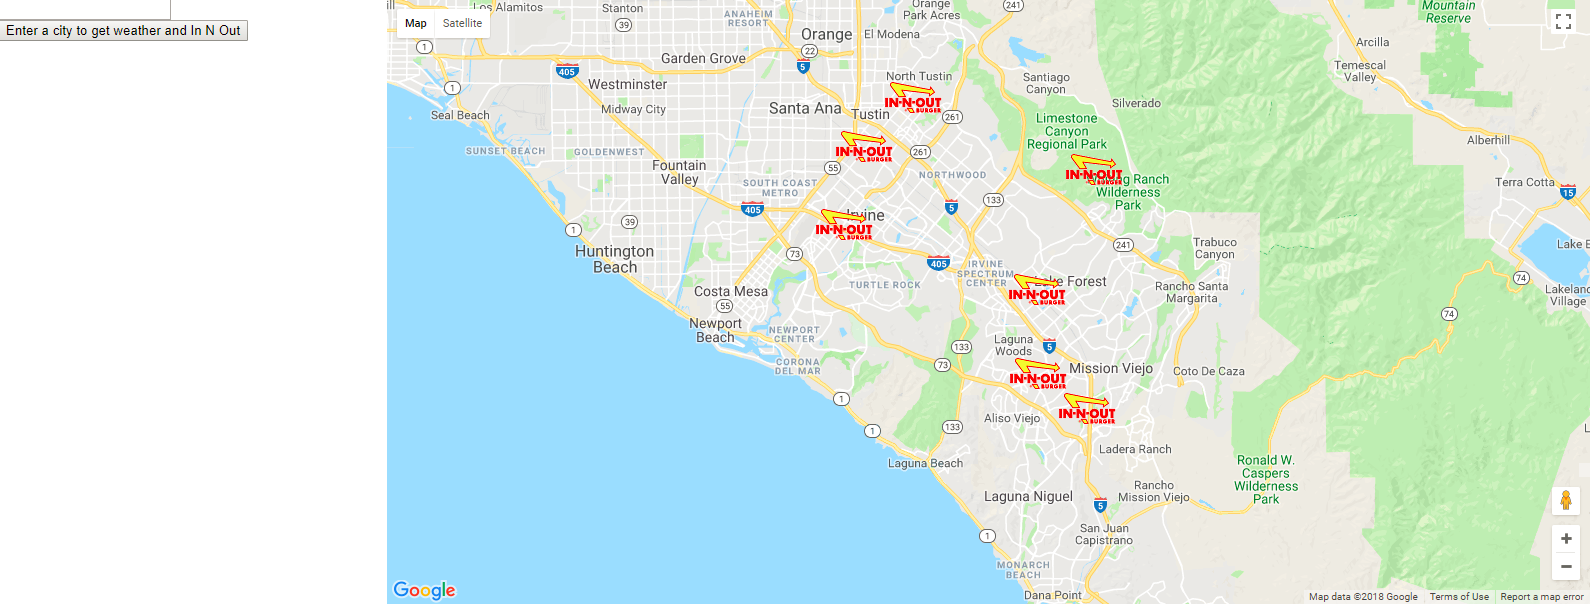 Enter a city to get weather and In N Out
Map
Satellite
Los Alamitos
Stanton
39
ANAHEIM
RESORT
Orange
Park Acres
261
Mountain
Reserve
1
Orange
El Modena
22
5
Garden Grove
Arcilla
Temescal
Valley
405
Westminster
North Tustin
Santiago
Canyon
1
Seal Beach
Midway City
Santa Ana
Tustin
IN-N-OUT
BURGER
261
Silverado
Limestone
Canyon
Regional Park
Alberhill
SUNSET BEACH
GOLDENWEST
IN-N-OUT
BURGER
261
Fountain
Valley
55
NORTHWOOD
IN-N-OUT
BURGER
Ranch
Wilderness
Park
Terra Cotta
15
SOUTH COAST
METRO
405
5
133
39
1
Irvine
IN-N-OUT
BURGER
Huntington
Beach
73
405
241
Trabuco
Canyon
Lake E
IRVINE
SPECTRUM
CENTER
74
Costa Mesa
55
TURTLE ROCK
Lake Forest
IN-N-OUT
BURGER
Rancho Santa
Margarita
Lakeland
Village
74
Newport
Beach
NEWPORT
CENTER
133
Laguna
Woods
5
CORONA
DEL MAR
73
Mission Viejo
Coto De Caza
IN-N-OUT
BURGER
1
IN-N-OUT
BURGER
Aliso Viejo
1
133
L
Ladera Ranch
Laguna Beach
Ronald W.
Caspers
Wilderness
Park
Laguna Niguel
Rancho
Mission Viejo
5
1
San Juan
Capistrano
MONARCH
BEACH
Dana Point
Google
Map data ©2018 Google
Terms of Use
Report a map error